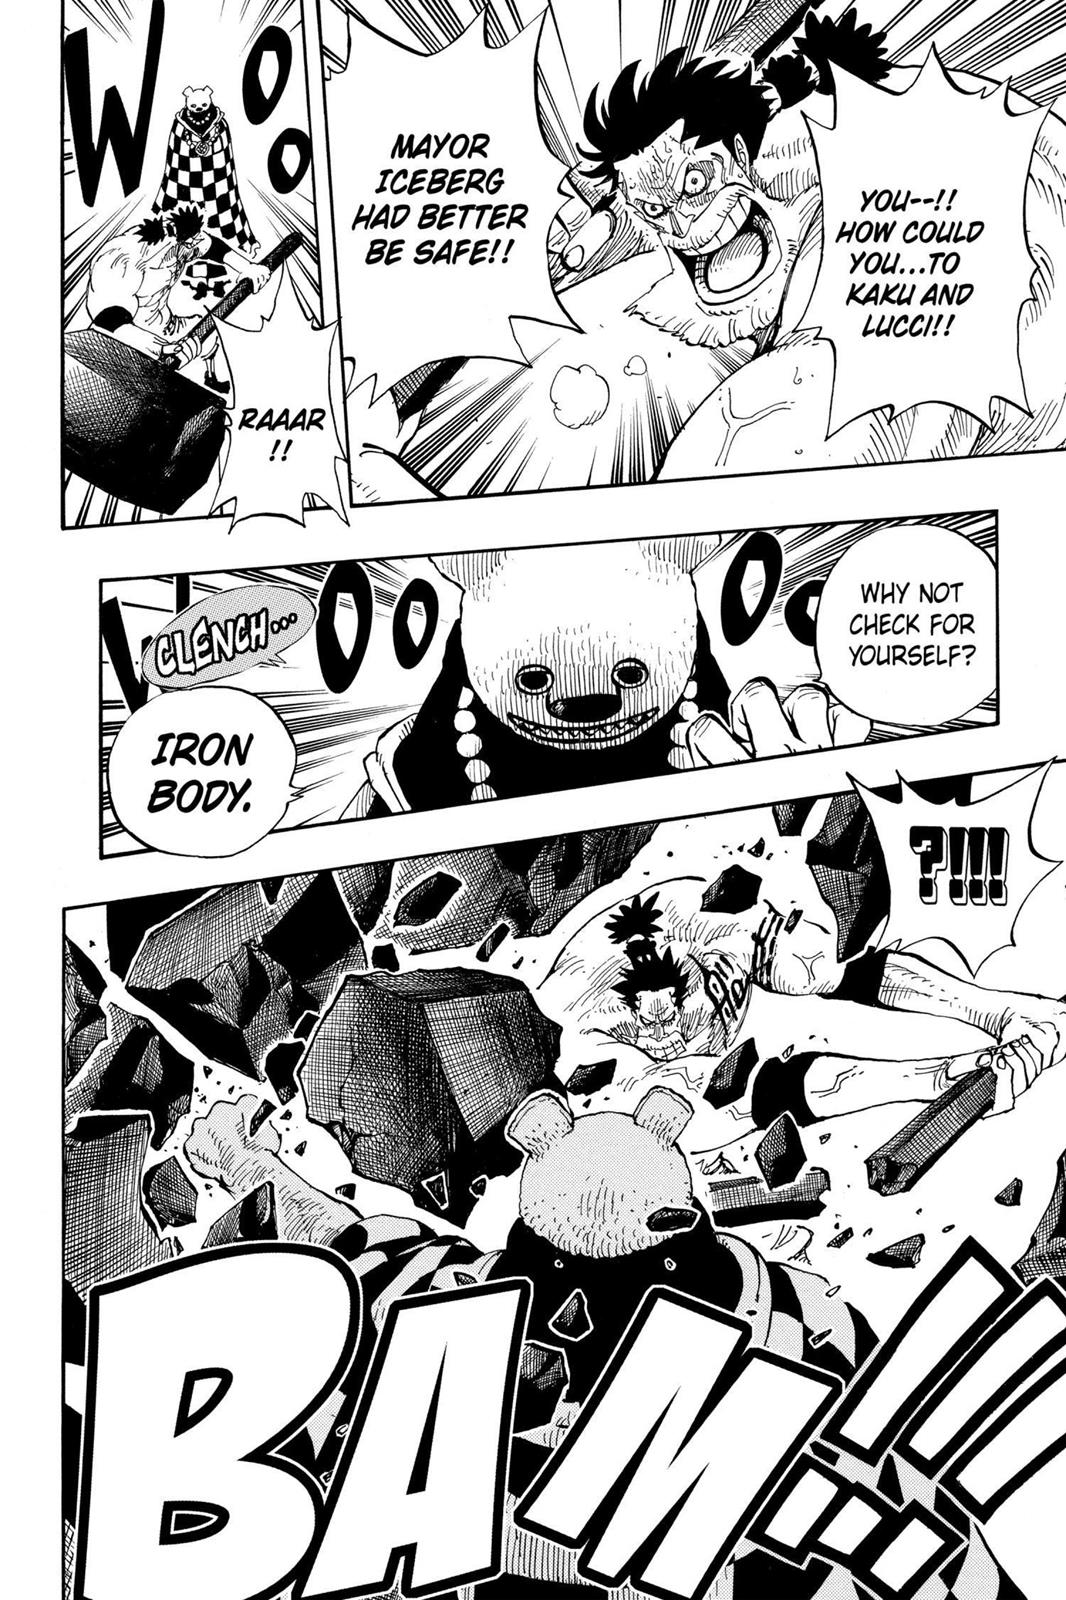 YOU--!!
HOW COULD
YOU...TO
KAKU AND
LUCCI!!
MAYOR
ICEBERG
HAD BETTER
BE SAFE!!
WOOO
RAAAR
!!
WHY NOT
CHECK FOR
YOURSELF?
WOOOO
CLENCH...
IRON
BODY.
?!!!
BAM!!!